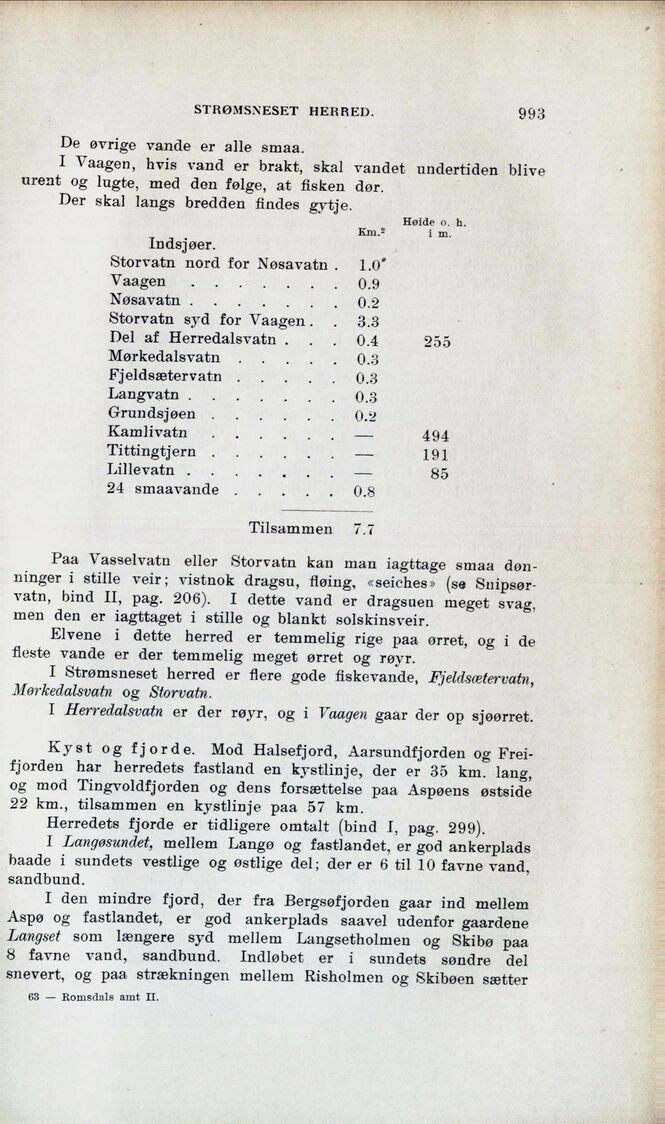 STRØMSNESET HERRED. 993
De øvrige vande er alle smaa.
I Vaagen, hvis vand er brakt, skal vandet undertiden blive
urent og lugte, med den følge, at fisken dør.
Der skal langs bredden findes gytje.
Indsjøer. Km.² Høide o. h. i m.
Storvatn nord for Nøsavatn . 1.0
Vaagen . . . . . . . 0.9
Nøsavatn . . . . . . . 0.2
Storvatn syd for Vaagen . . 3.3
Del af Herredalsvatn . . . 0.4 255
Mørkedalsvatn . . . . . 0.3
Fjeldsætervatn . . . . . 0.3
Langvatn . . . . . . . 0.3
Grundsjøen . . . . . . 0.2
Kamlivatn . . . . . . — 494
Tittingtjern . . . . . . — 191
Lillevatn . . . . . . . — 85
24 smaavande . . . . . 0.8
Tilsammen 7.7
Paa Vasselvatn eller Storvatn kan man iagttage smaa døn-
ninger i stille veir; vistnok dragsu, fløing, «seiches» (se Snipsør-
vatn, bind II, pag. 206). I dette vand er dragsuen meget svag,
men den er iagttaget i stille og blankt solskinsveir.
Elvene i dette herred er temmelig rige paa ørret, og i de
fleste vande er der temmelig meget ørret og røyr.
I Strømsneset herred er flere gode fiskevande, Fjeldsætervatn,
Mørkedalsvatn og Storvatn.
I Herredalsvatn er der røyr, og i Vaagen gaar der op sjøørret.
Kyst og fjorde. Mod Halsefjord, Aarsundfjorden og Frei-
fjorden har herredets fastland en kystlinje, der er 35 km. lang,
og mod Tingvoldfjorden og dens forsættelse paa Aspøens østside
22 km., tilsammen en kystlinje paa 57 km.
Herredets fjorde er tidligere omtalt (bind I, pag. 299).
I Langøsundet, mellem Langø og fastlandet, er god ankerplads
baade i sundets vestlige og østlige del; der er 6 til 10 favne vand,
sandbund.
I den mindre fjord, der fra Bergsøfjorden gaar ind mellem
Aspø og fastlandet, er god ankerplads saavel udenfor gaardene
Langset som længere syd mellem Langsetholmen og Skibø paa
8 favne vand, sandbund. Indløbet er i sundets søndre del
snevert, og paa strækningen mellem Risholmen og Skibøen sætter
63 — Romsdals amt II.